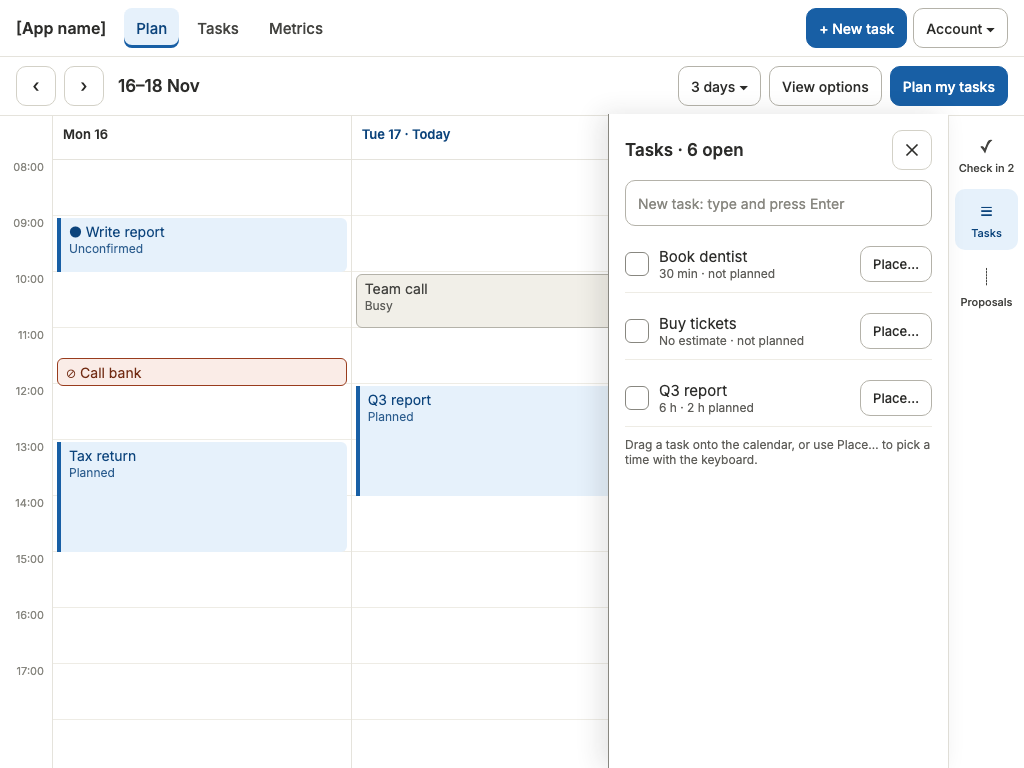 [App name]
Plan
Tasks
Metrics
+ New task
Account
16–18 Nov
3 days
View options
Plan my tasks
Mon 16
Tue 17 · Today
08:00
09:00
10:00
11:00
12:00
13:00
14:00
15:00
16:00
17:00
Write report
Unconfirmed
Call bank
Tax return
Planned
Team call
Busy
Q3 report
Planned
Tasks · 6 open
New task: type and press Enter
Book dentist
30 min · not planned
Place…
Buy tickets
No estimate · not planned
Place…
Q3 report
6 h · 2 h planned
Place…
Drag a task onto the calendar, or use Place… to pick a
time with the keyboard.
Check in 2
Tasks
Proposals